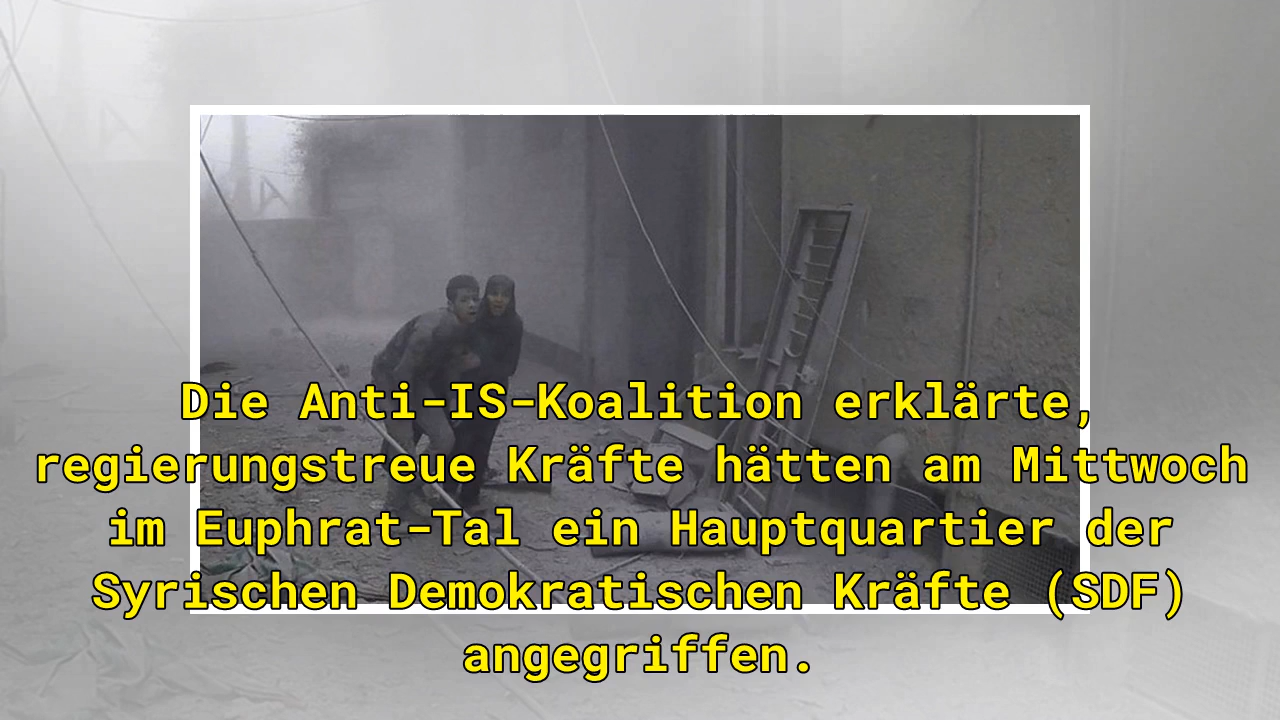 Die Anti-IS-Koalition erklärte,
regierungstreue Kräfte hätten am Mittwoch
im Euphrat-Tal ein Hauptquartier der
Syrischen Demokratischen Kräfte (SDF)
angegriffen.